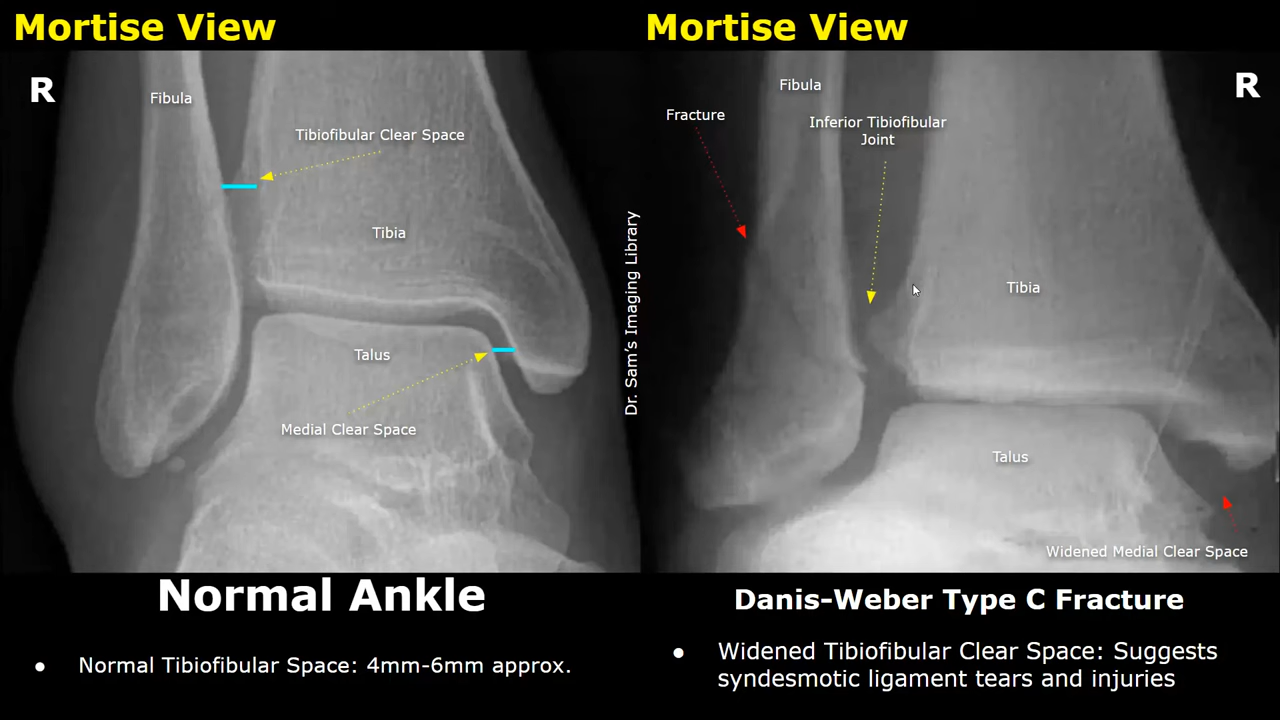 Mortise View
R
Fibula
Tibiofibular Clear Space
Tibia
Talus
Medial Clear Space
Normal Ankle
● Normal Tibiofibular Space: 4mm-6mm approx.
Dr. Sam's Imaging Library
Mortise View
R
Fibula
Fracture
Inferior Tibiofibular
Joint
Tibia
Talus
Widened Medial Clear Space
Danis-Weber Type C Fracture
● Widened Tibiofibular Clear Space: Suggests
syndesmotic ligament tears and injuries